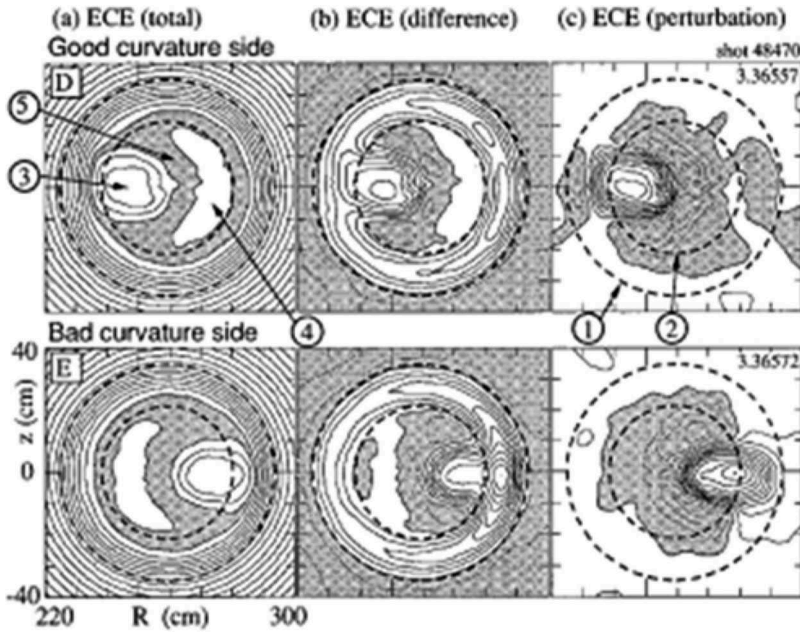 (a) ECE (total) (b) ECE (difference) (c) ECE (perturbation)
Good curvature side shot 48470
D 3.36557
5
3
4 1 2
Bad curvature side
40 E 3.36572
z (cm)
0
-40
220 R (cm) 300